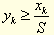 y_k ≥ x_k / S